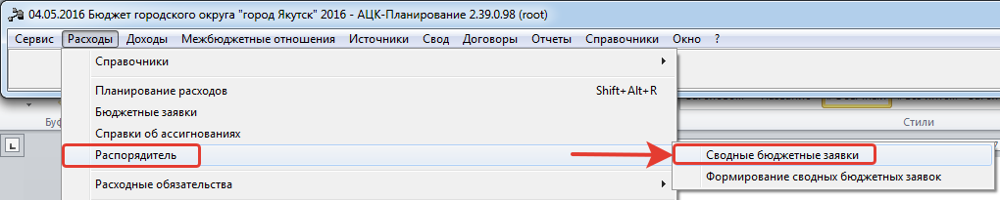 04.05.2016 Бюджет городского округа "город Якутск" 2016 - АЦК-Планирование 2.39.0.98 (root)
Сервис Расходы Доходы Межбюджетные отношения Источники Свод Договоры Отчеты Справочники Окно ?
Справочники
Планирование расходов Shift+Alt+R
Бюджетные заявки
Справки об ассигнованиях
Распорядитель
Расходные обязательства
Сводные бюджетные заявки
Формирование сводных бюджетных заявок
Стили